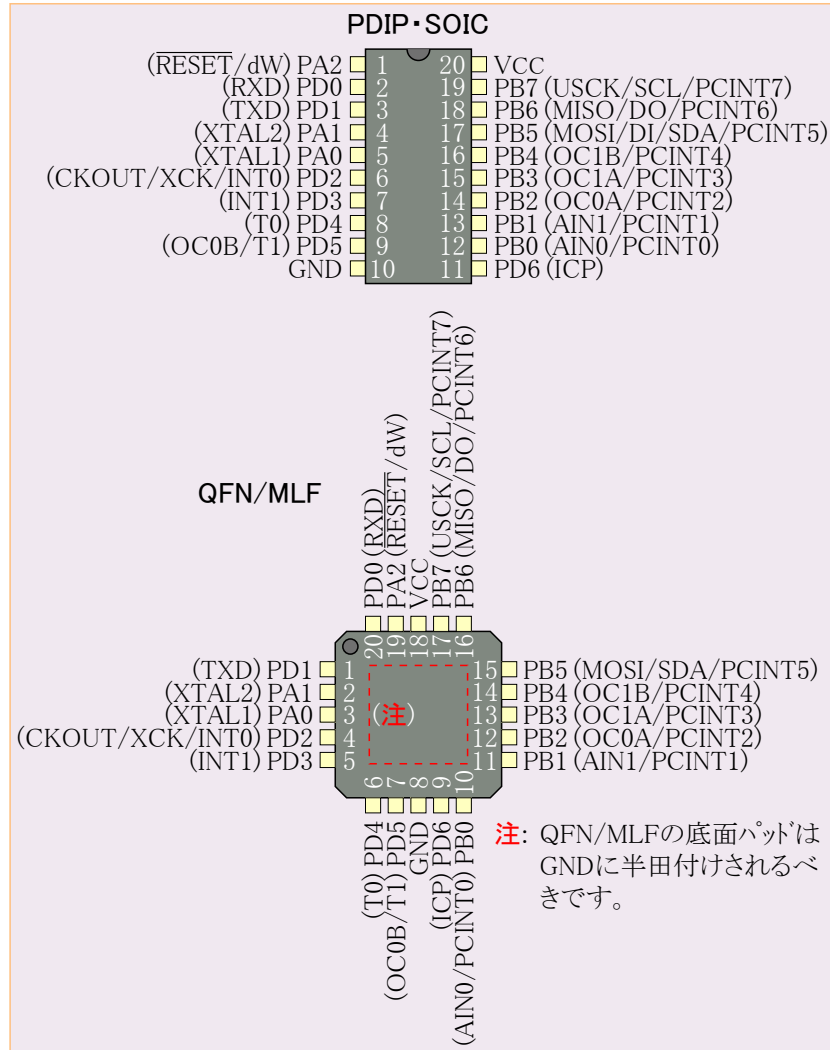 PDIP・SOIC
(RESET/dW) PA2 1 20 VCC
(RXD) PD0 2 19 PB7 (USCK/SCL/PCINT7)
(TXD) PD1 3 18 PB6 (MISO/DO/PCINT6)
(XTAL2) PA1 4 17 PB5 (MOSI/DI/SDA/PCINT5)
(XTAL1) PA0 5 16 PB4 (OC1B/PCINT4)
(CKOUT/XCK/INT0) PD2 6 15 PB3 (OC1A/PCINT3)
(INT1) PD3 7 14 PB2 (OC0A/PCINT2)
(T0) PD4 8 13 PB1 (AIN1/PCINT1)
(OC0B/T1) PD5 9 12 PB0 (AIN0/PCINT0)
GND 10 11 PD6 (ICP)
QFN/MLF
PD0 (RXD)
PA2 (RESET/dW)
VCC
PB7 (USCK/SCL/PCINT7)
PB6 (MISO/DO/PCINT6)
20 19 18 17 16
(TXD) PD1 1 15 PB5 (MOSI/SDA/PCINT5)
(XTAL2) PA1 2 14 PB4 (OC1B/PCINT4)
(XTAL1) PA0 3 (注) 13 PB3 (OC1A/PCINT3)
(CKOUT/XCK/INT0) PD2 4 12 PB2 (OC0A/PCINT2)
(INT1) PD3 5 11 PB1 (AIN1/PCINT1)
6 7 8 9 10
(T0) PD4
(OC0B/T1) PD5
GND
(ICP) PD6
(AIN0/PCINT0) PB0
注: QFN/MLFの底面パッドは
GNDに半田付けされるべ
きです。